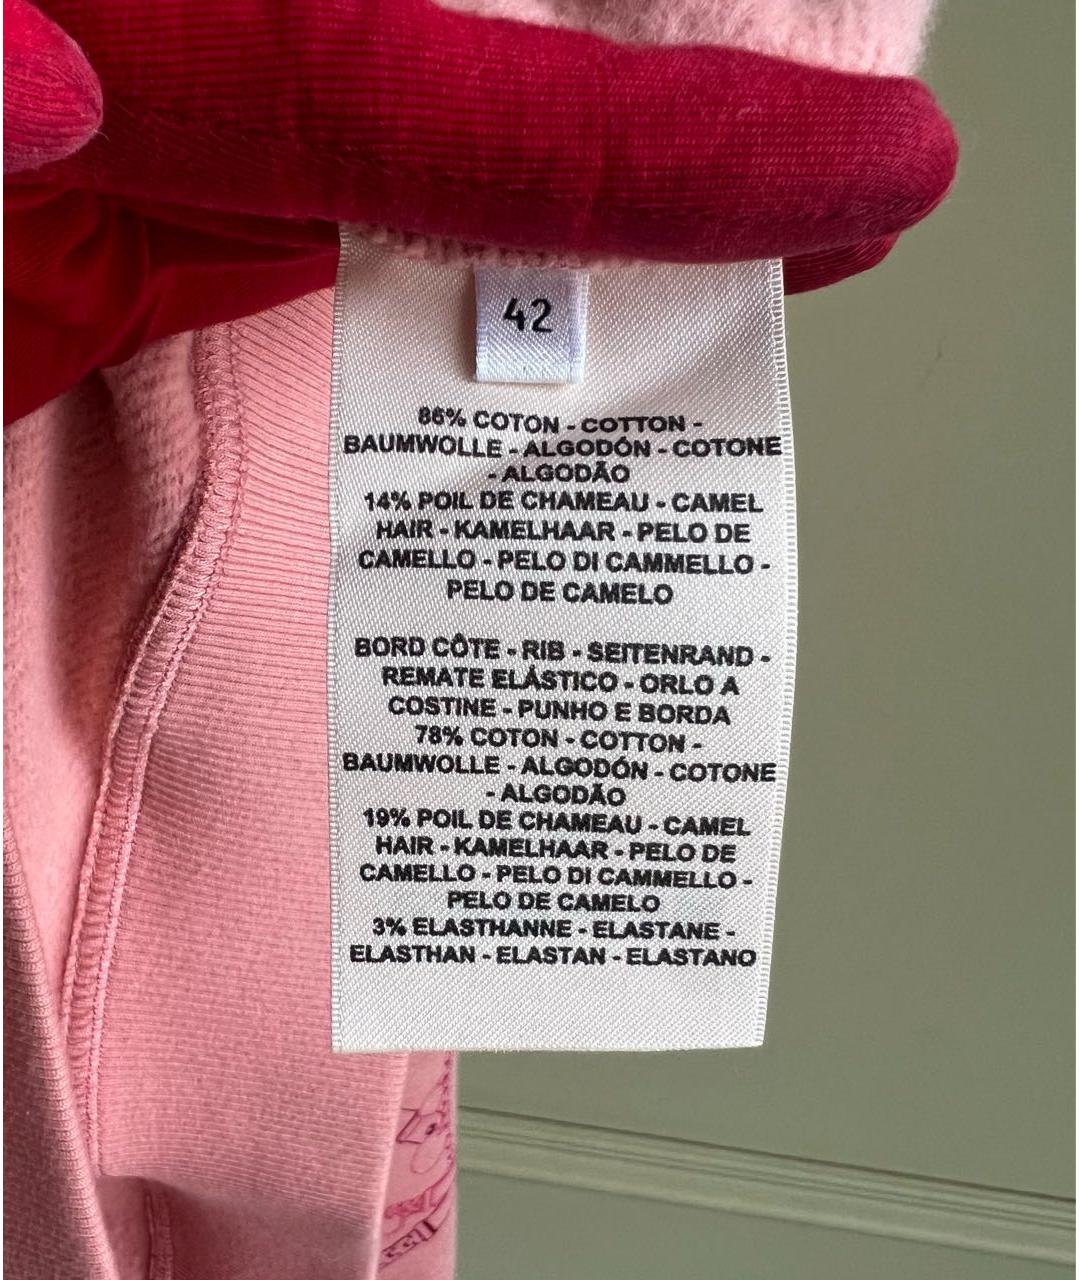 42
86% COTON - COTTON -
BAUMWOLLE - ALGODÓN - COTONE
- ALGODÃO
14% POIL DE CHAMEAU - CAMEL
HAIR - KAMELHAAR - PELO DE
CAMELLO - PELO DI CAMMELLO -
PELO DE CAMELO
BORD CÔTE - RIB - SEITENRAND -
REMATE ELÁSTICO - ORLO A
COSTINE - PUNHO E BORDA
78% COTON - COTTON -
BAUMWOLLE - ALGODÓN - COTONE
- ALGODÃO
19% POIL DE CHAMEAU - CAMEL
HAIR - KAMELHAAR - PELO DE
CAMELLO - PELO DI CAMMELLO -
PELO DE CAMELO
3% ELASTHANNE - ELASTANE -
ELASTHAN - ELASTAN - ELASTANO